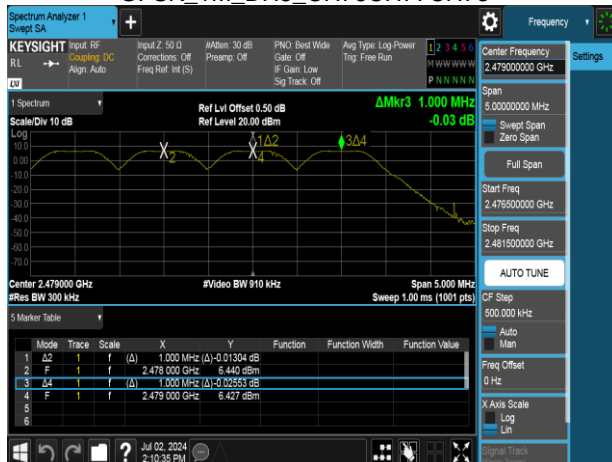 Spectrum Analyzer 1
Swept SA
Frequency
KEYSIGHT
Input: RF
Input Z: 50 Ω
#Atten: 30 dB
PNO: Best Wide
Avg Type: Log-Power
1 2 3 4 5 6
RL
Coupling: DC
Corrections: Off
Preamp: Off
Gate: Off
Trig: Free Run
M W W W W W
Align: Auto
Freq Ref: Int (S)
IF Gain: Low
Sig Track: Off
P N N N N N
LXI
1 Spectrum
Ref Lvl Offset 0.50 dB
ΔMkr3 1.000 MHz
Scale/Div 10 dB
Ref Level 20.00 dBm
-0.03 dB
Log
10.0
0.00
-10.0
-20.0
-30.0
-40.0
-50.0
-60.0
-70.0
2
1Δ2
4
3Δ4
Center 2.479000 GHz
#Video BW 910 kHz
Span 5.000 MHz
#Res BW 300 kHz
Sweep 1.00 ms (1001 pts)
5 Marker Table
Mode Trace Scale X Y Function Function Width Function Value
1 Δ2 1 f (Δ) 1.000 MHz (Δ) -0.01304 dB
2 F 1 f 2.478 000 GHz 6.440 dBm
3 Δ4 1 f (Δ) 1.000 MHz (Δ) -0.02553 dB
4 F 1 f 2.479 000 GHz 6.427 dBm
5
6
?
Jul 02, 2024
2:10:35 PM
Center Frequency
2.479000000 GHz
Settings
Span
5.00000000 MHz
Swept Span
Zero Span
Full Span
Start Freq
2.476500000 GHz
Stop Freq
2.481500000 GHz
AUTO TUNE
CF Step
500.000 kHz
Auto
Man
Freq Offset
0 Hz
X Axis Scale
Log
Lin
Signal Track